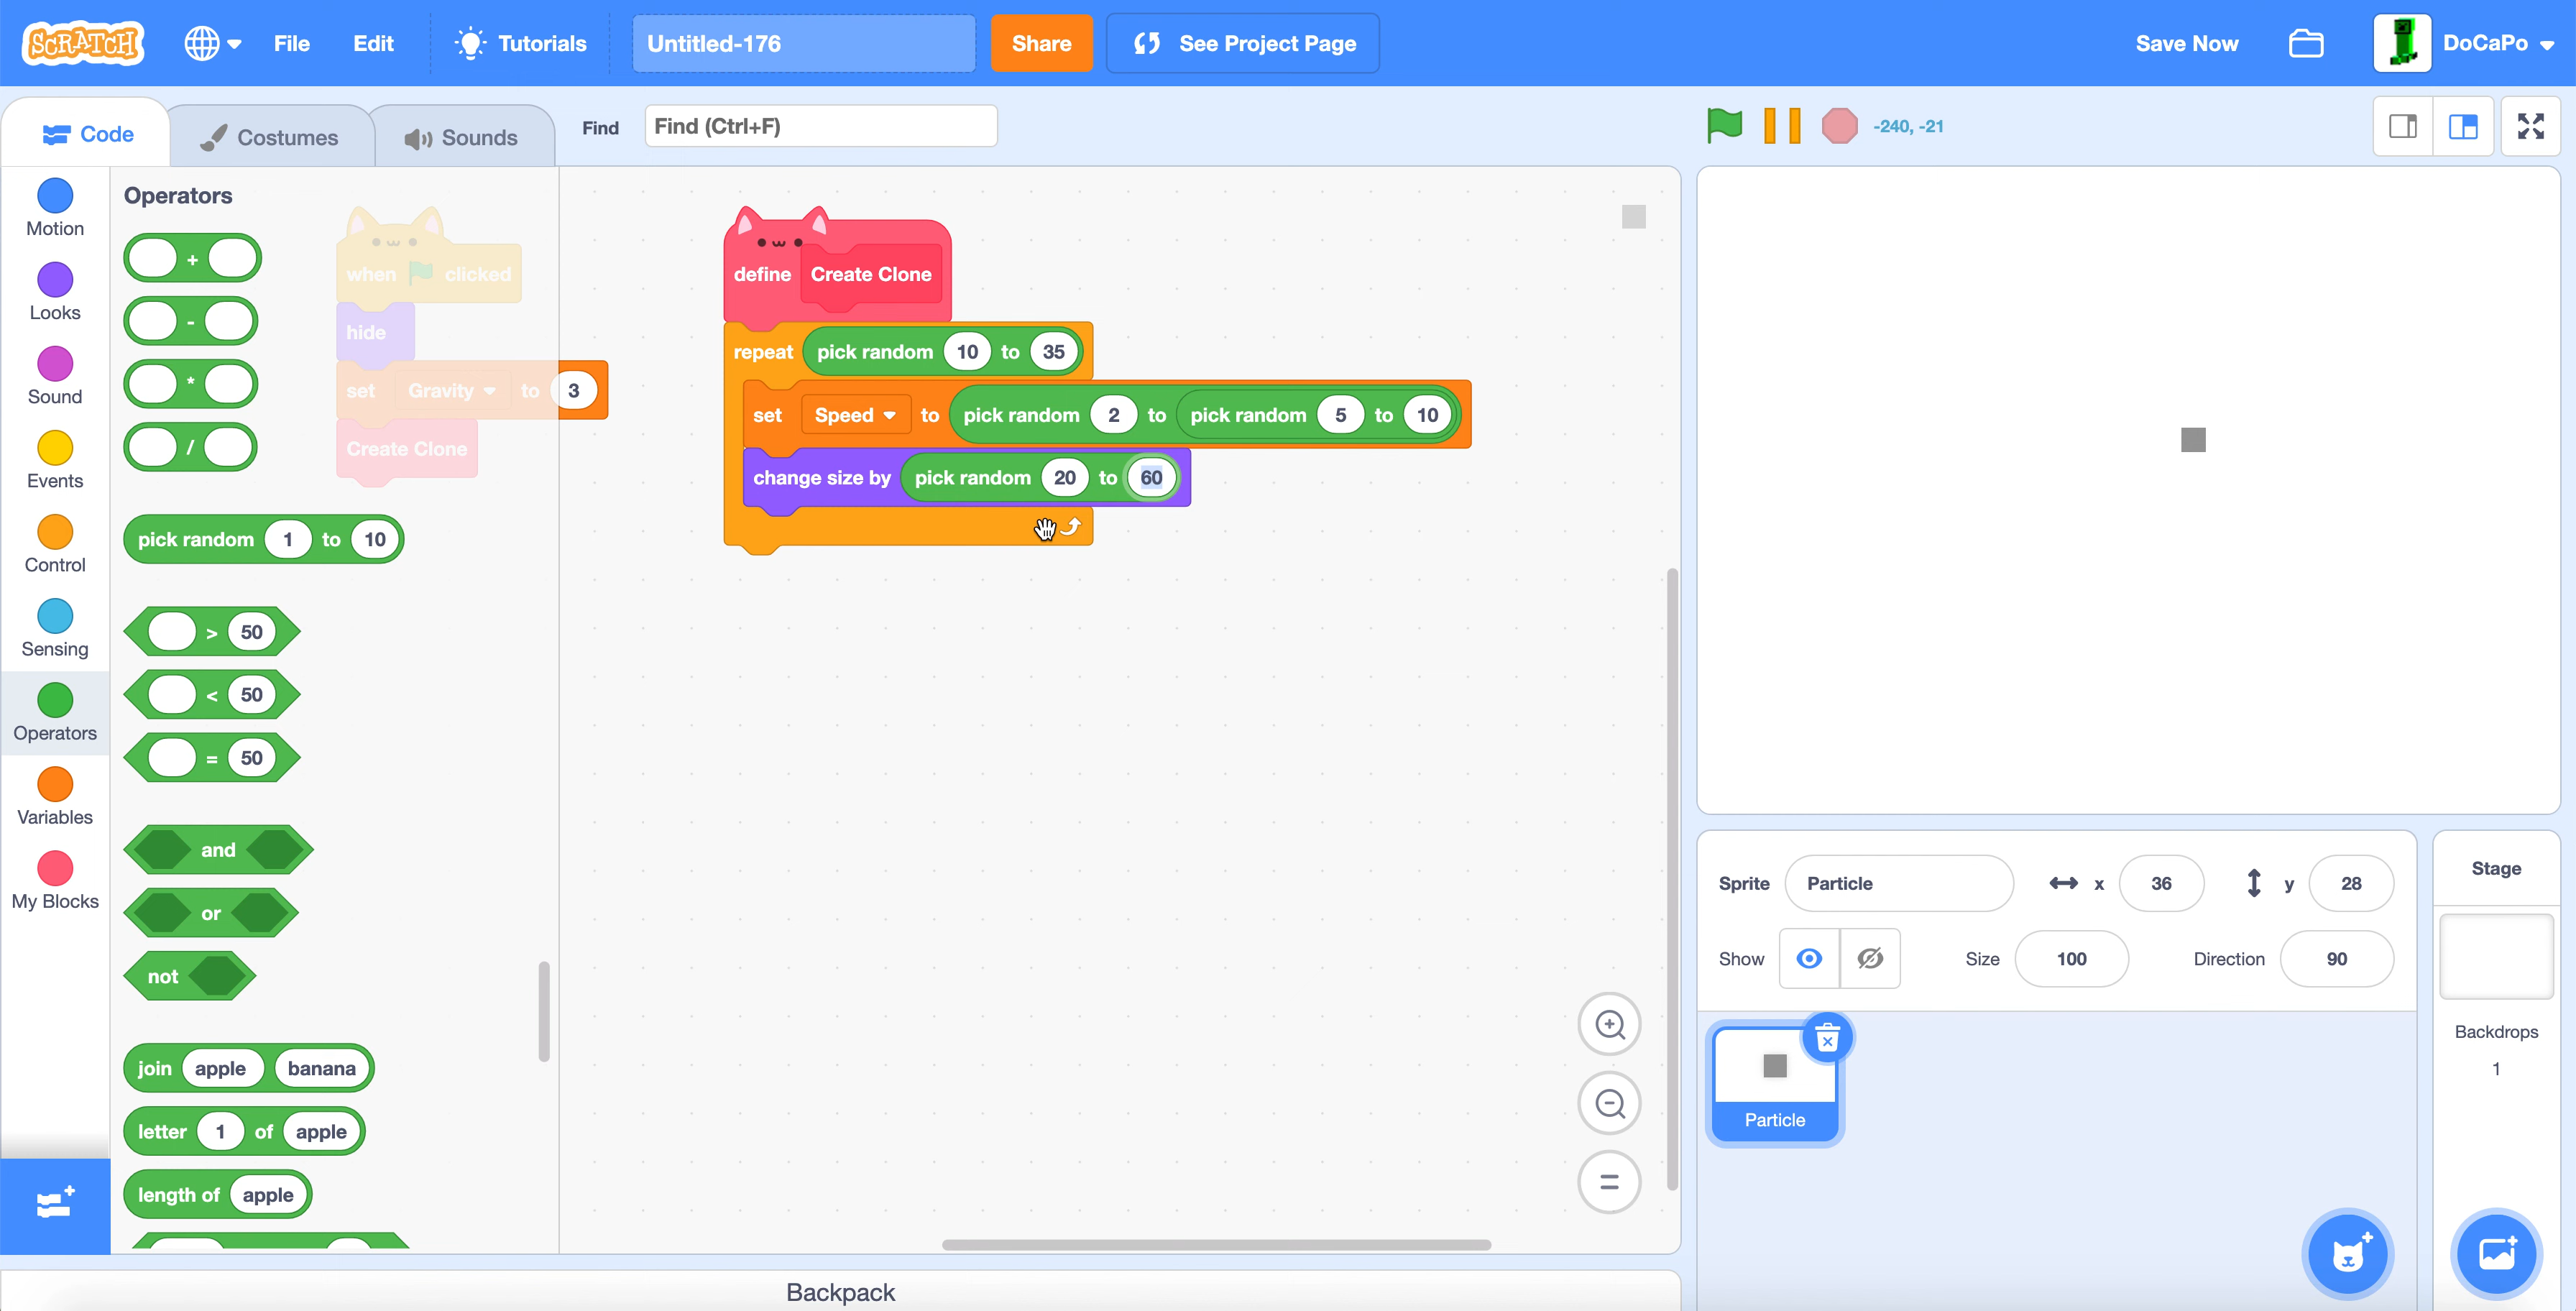 SCRATCH File Edit Tutorials Untitled-176 Share See Project Page Save Now DoCaPo
Code Costumes Sounds Find Find (Ctrl+F) -240, -21
Motion
Looks
Sound
Events
Control
Sensing
Operators
Variables
My Blocks
Operators
+
-
*
/
pick random 1 to 10
> 50
< 50
= 50
and
or
not
join apple banana
letter 1 of apple
length of apple
when clicked
hide
set Gravity to 3
Create Clone
define Create Clone
repeat pick random 10 to 35
set Speed to pick random 2 to pick random 5 to 10
change size by pick random 20 to 60
Backpack
Sprite Particle x 36 y 28
Show Size 100 Direction 90
Particle
Stage
Backdrops
1